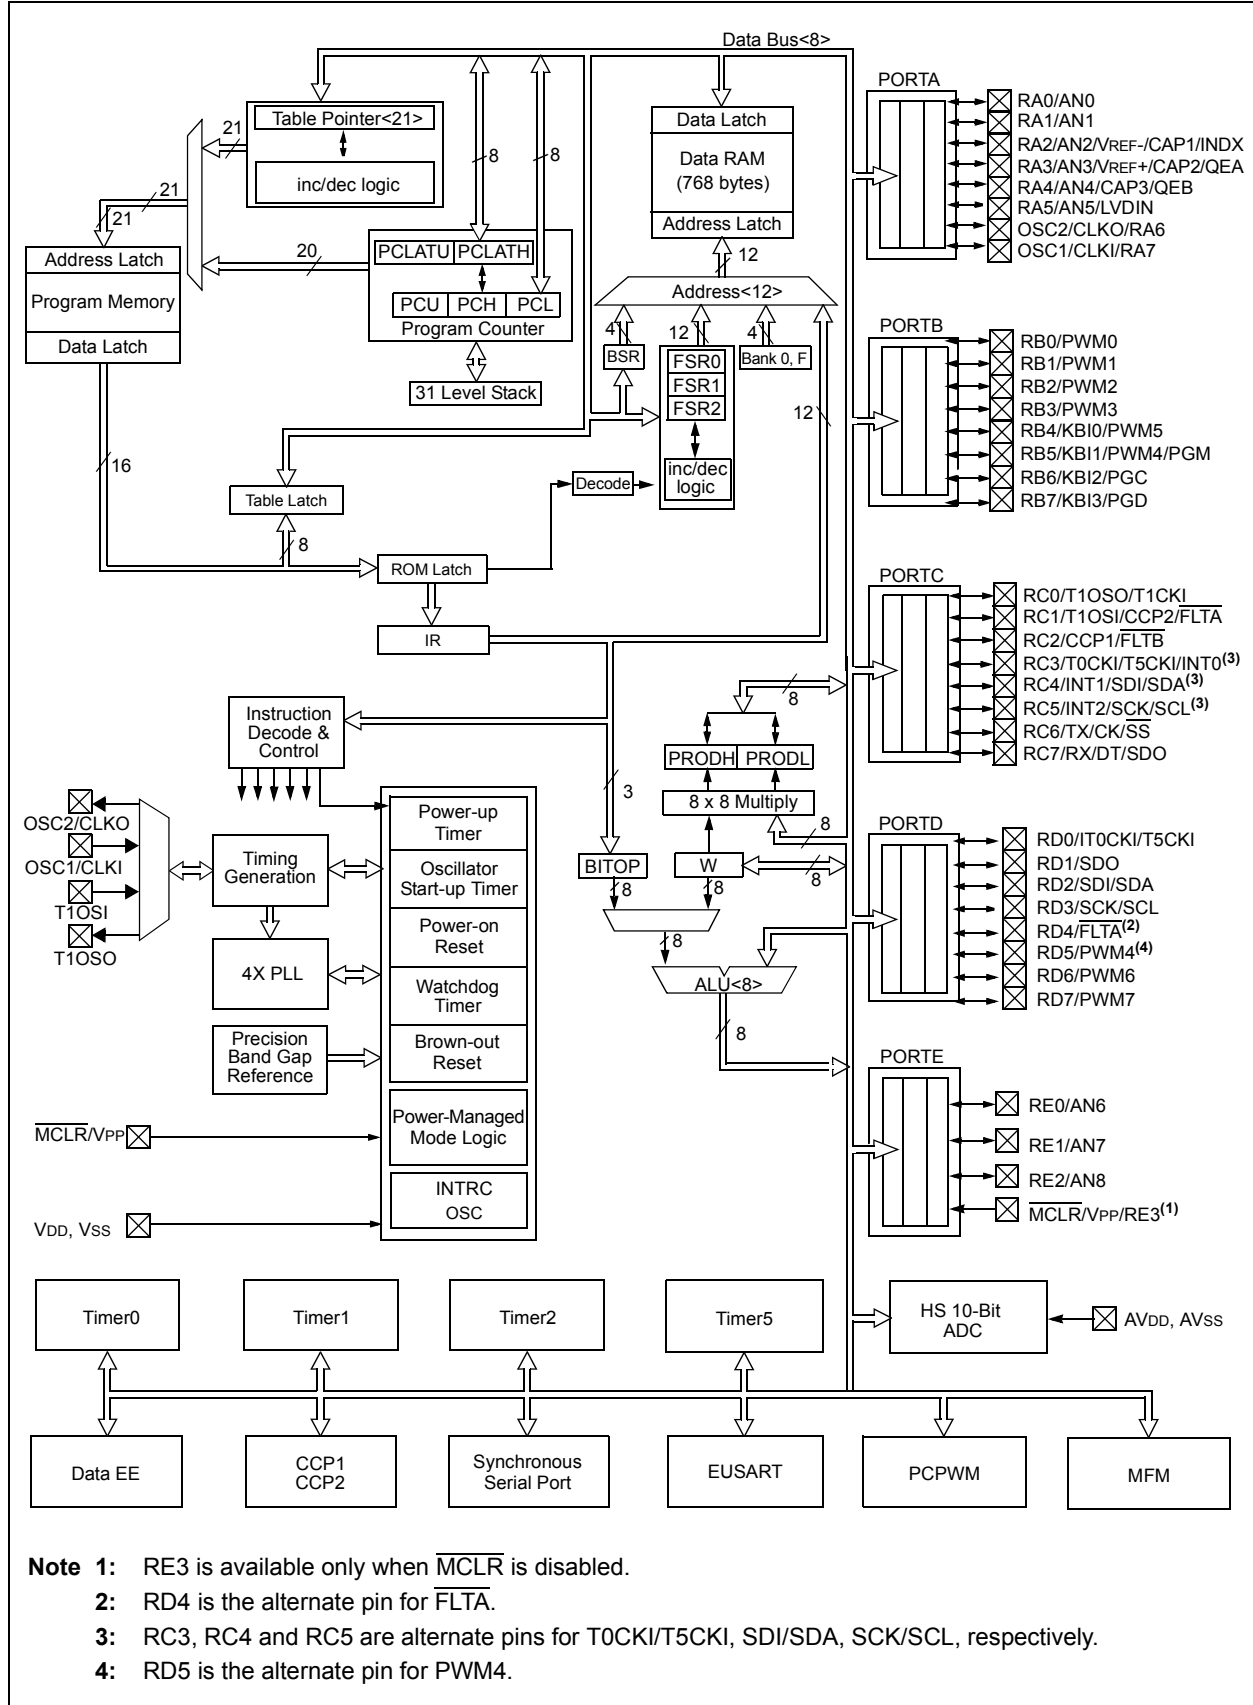 Data Bus<8>
PORTA
RA0/AN0
RA1/AN1
RA2/AN2/VREF-/CAP1/INDX
RA3/AN3/VREF+/CAP2/QEA
RA4/AN4/CAP3/QEB
RA5/AN5/LVDIN
OSC2/CLKO/RA6
OSC1/CLKI/RA7
21
Table Pointer<21>
inc/dec logic
8
8
Data Latch
Data RAM
(768 bytes)
Address Latch
21
21
20
12
Address Latch
Program Memory
Data Latch
PCLATU PCLATH
PCU PCH PCL
Program Counter
31 Level Stack
Address<12>
4
12
4
BSR
FSR0
FSR1
FSR2
inc/dec
logic
Bank 0, F
12
PORTB
RB0/PWM0
RB1/PWM1
RB2/PWM2
RB3/PWM3
RB4/KBI0/PWM5
RB5/KBI1/PWM4/PGM
RB6/KBI2/PGC
RB7/KBI3/PGD
16
Table Latch
Decode
8
ROM Latch
IR
PORTC
RC0/T1OSO/T1CKI
RC1/T1OSI/CCP2/FLTA
RC2/CCP1/FLTB
RC3/T0CKI/T5CKI/INT0(3)
RC4/INT1/SDI/SDA(3)
RC5/INT2/SCK/SCL(3)
RC6/TX/CK/SS
RC7/RX/DT/SDO
8
Instruction
Decode &
Control
PRODH PRODL
8 x 8 Multiply
3
8
W
8
BITOP
8
8
8
ALU<8>
8
OSC2/CLKO
OSC1/CLKI
T1OSI
T1OSO
Timing
Generation
4X PLL
Precision
Band Gap
Reference
Power-up
Timer
Oscillator
Start-up Timer
Power-on
Reset
Watchdog
Timer
Brown-out
Reset
Power-Managed
Mode Logic
INTRC
OSC
MCLR/VPP
VDD, VSS
PORTD
RD0/IT0CKI/T5CKI
RD1/SDO
RD2/SDI/SDA
RD3/SCK/SCL
RD4/FLTA(2)
RD5/PWM4(4)
RD6/PWM6
RD7/PWM7
PORTE
RE0/AN6
RE1/AN7
RE2/AN8
MCLR/VPP/RE3(1)
Timer0
Timer1
Timer2
Timer5
HS 10-Bit
ADC
AVDD, AVSS
Data EE
CCP1
CCP2
Synchronous
Serial Port
EUSART
PCPWM
MFM
Note 1: RE3 is available only when MCLR is disabled.
2: RD4 is the alternate pin for FLTA.
3: RC3, RC4 and RC5 are alternate pins for T0CKI/T5CKI, SDI/SDA, SCK/SCL, respectively.
4: RD5 is the alternate pin for PWM4.